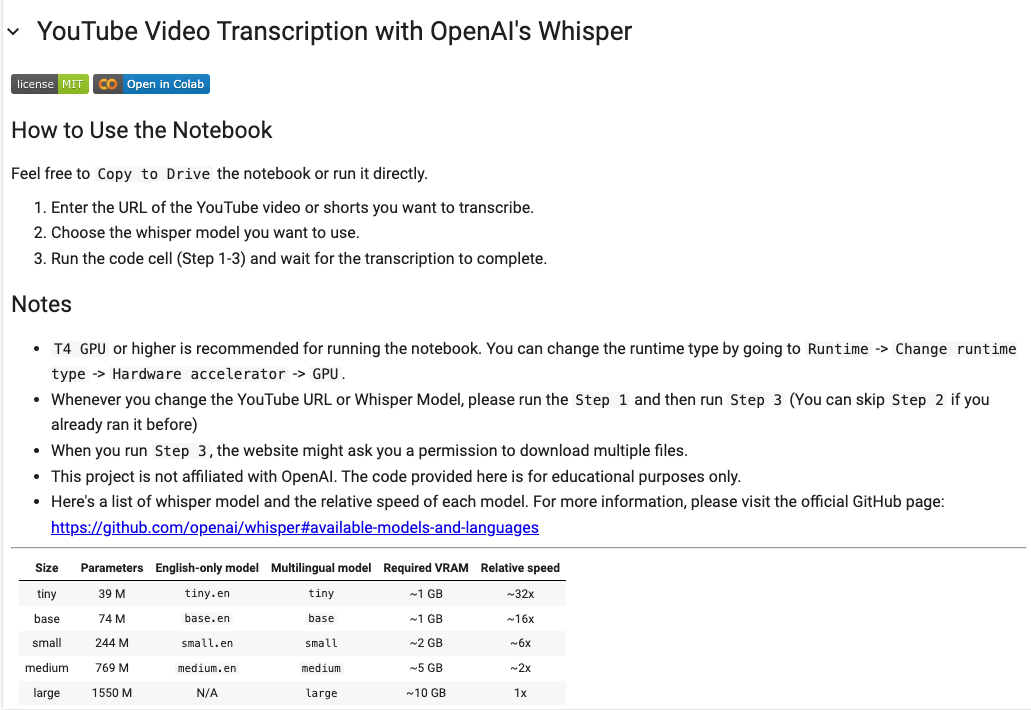 YouTube Video Transcription with OpenAI's Whisper
license MIT Open in Colab
How to Use the Notebook
Feel free to Copy to Drive the notebook or run it directly.
1. Enter the URL of the YouTube video or shorts you want to transcribe.
2. Choose the whisper model you want to use.
3. Run the code cell (Step 1-3) and wait for the transcription to complete.
Notes
• T4 GPU or higher is recommended for running the notebook. You can change the runtime type by going to Runtime -> Change runtime
type -> Hardware accelerator -> GPU.
• Whenever you change the YouTube URL or Whisper Model, please run the Step 1 and then run Step 3 (You can skip Step 2 if you
already ran it before)
• When you run Step 3, the website might ask you a permission to download multiple files.
• This project is not affiliated with OpenAI. The code provided here is for educational purposes only.
• Here's a list of whisper model and the relative speed of each model. For more information, please visit the official GitHub page:
https://github.com/openai/whisper#available-models-and-languages
Size Parameters English-only model Multilingual model Required VRAM Relative speed
tiny 39 M tiny.en tiny ~1 GB ~32x
base 74 M base.en base ~1 GB ~16x
small 244 M small.en small ~2 GB ~6x
medium 769 M medium.en medium ~5 GB ~2x
large 1550 M N/A large ~10 GB 1x